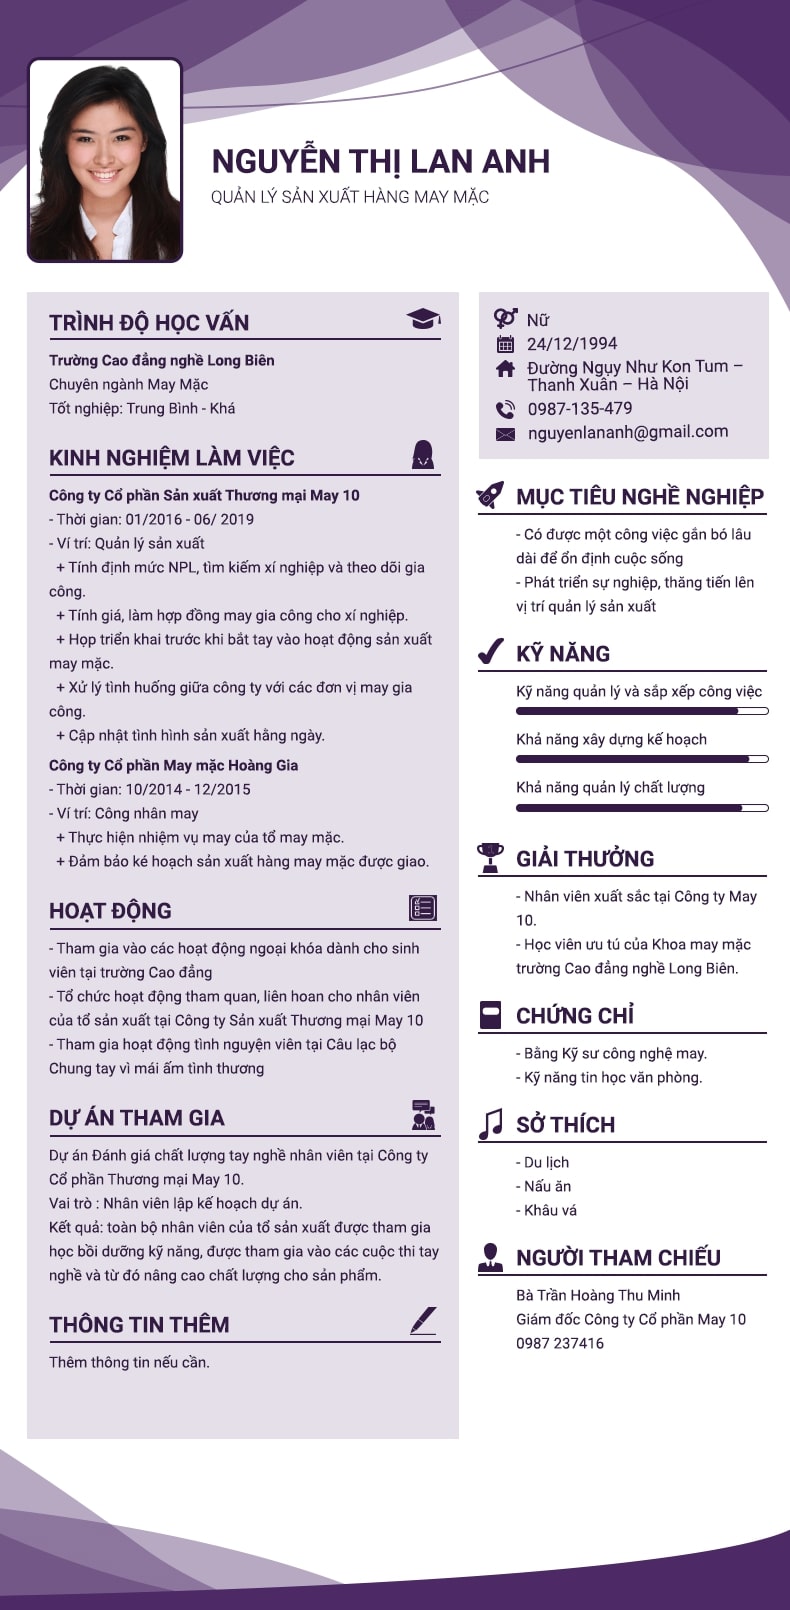 NGUYỄN THỊ LAN ANH
QUẢN LÝ SẢN XUẤT HÀNG MAY MẶC
TRÌNH ĐỘ HỌC VẤN
Trường Cao đẳng nghề Long Biên
Chuyên ngành May Mặc
Tốt nghiệp: Trung Bình - Khá
KINH NGHIỆM LÀM VIỆC
Công ty Cổ phần Sản xuất Thương mại May 10
- Thời gian: 01/2016 - 06/ 2019
- Ví trí: Quản lý sản xuất
+ Tính định mức NPL, tìm kiếm xí nghiệp và theo dõi gia
công.
+ Tính giá, làm hợp đồng may gia công cho xí nghiệp.
+ Họp triển khai trước khi bắt tay vào hoạt động sản xuất
may mặc.
+ Xử lý tình huống giữa công ty với các đơn vị may gia
công.
+ Cập nhật tình hình sản xuất hằng ngày.
Công ty Cổ phần May mặc Hoàng Gia
- Thời gian: 10/2014 - 12/2015
- Ví trí: Công nhân may
+ Thực hiện nhiệm vụ may của tổ may mặc.
+ Đảm bảo ké hoạch sản xuất hàng may mặc được giao.
HOẠT ĐỘNG
- Tham gia vào các hoạt động ngoại khóa dành cho sinh
viên tại trường Cao đẳng
- Tổ chức hoạt động tham quan, liên hoan cho nhân viên
của tổ sản xuất tại Công ty Sản xuất Thương mại May 10
- Tham gia hoạt động tình nguyện viên tại Câu lạc bộ
Chung tay vì mái ấm tình thương
DỰ ÁN THAM GIA
Dự án Đánh giá chất lượng tay nghề nhân viên tại Công ty
Cổ phần Thương mại May 10.
Vai trò : Nhân viên lập kế hoạch dự án.
Kết quả: toàn bộ nhân viên của tổ sản xuất được tham gia
học bồi dưỡng kỹ năng, được tham gia vào các cuộc thi tay
nghề và từ đó nâng cao chất lượng cho sản phẩm.
THÔNG TIN THÊM
Thêm thông tin nếu cần.
Nữ
24/12/1994
Đường Ngụy Như Kon Tum –
Thanh Xuân – Hà Nội
0987-135-479
nguyenlananh@gmail.com
MỤC TIÊU NGHỀ NGHIỆP
- Có được một công việc gắn bó lâu
dài để ổn định cuộc sống
- Phát triển sự nghiệp, thăng tiến lên
vị trí quản lý sản xuất
KỸ NĂNG
Kỹ năng quản lý và sắp xếp công việc
Khả năng xây dựng kế hoạch
Khả năng quản lý chất lượng
GIẢI THƯỞNG
- Nhân viên xuất sắc tại Công ty May
10.
- Học viên ưu tú của Khoa may mặc
trường Cao đẳng nghề Long Biên.
CHỨNG CHỈ
- Bằng Kỹ sư công nghệ may.
- Kỹ năng tin học văn phòng.
SỞ THÍCH
- Du lịch
- Nấu ăn
- Khâu vá
NGƯỜI THAM CHIẾU
Bà Trần Hoàng Thu Minh
Giám đốc Công ty Cổ phần May 10
0987 237416